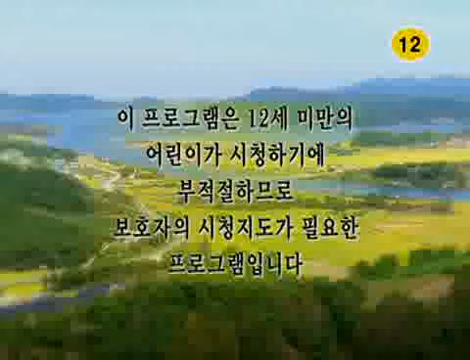 12
이 프로그램은 12세 미만의
어린이가 시청하기에
부적절하므로
보호자의 시청지도가 필요한
프로그램입니다